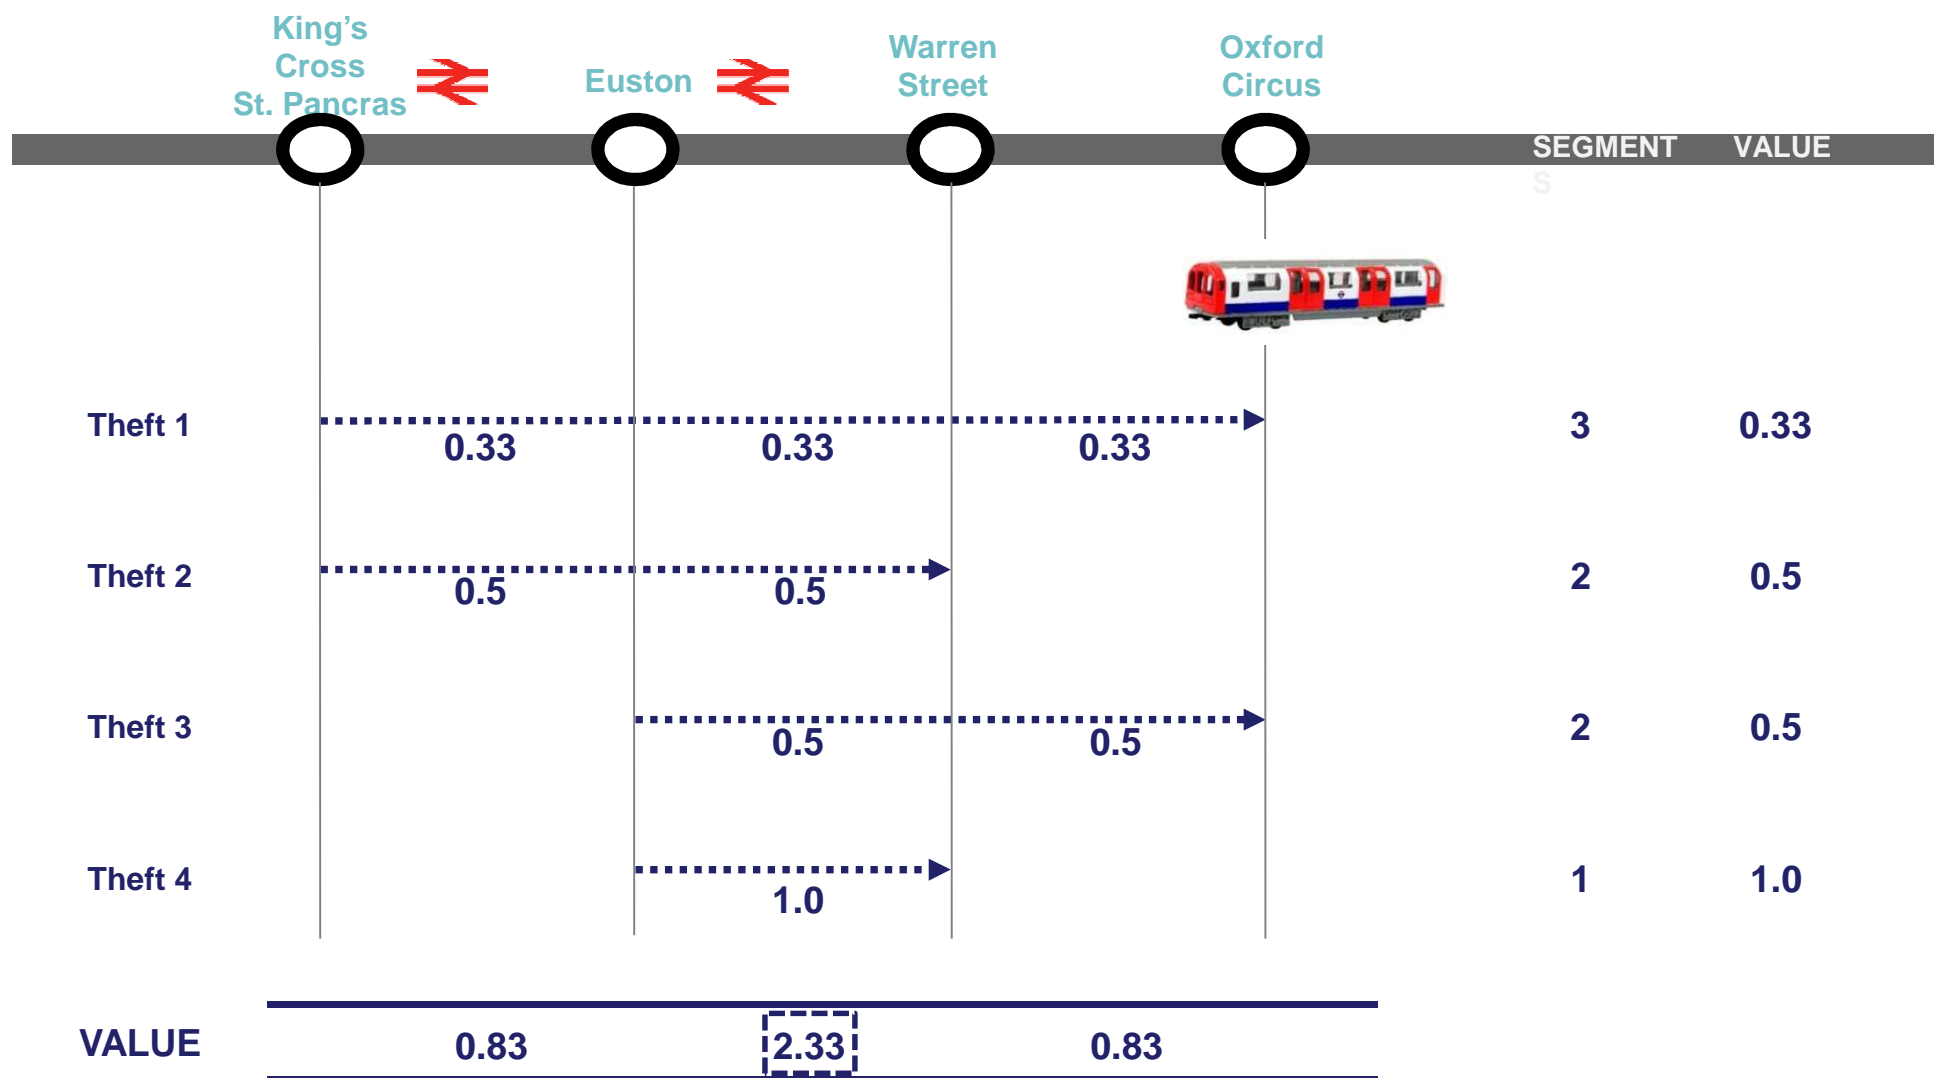 King’s
Cross
St. Pancras
Euston
Warren
Street
Oxford
Circus
SEGMENT
S
VALUE
Theft 1
0.33
0.33
0.33
3
0.33
Theft 2
0.5
0.5
2
0.5
Theft 3
0.5
0.5
2
0.5
Theft 4
1.0
1
1.0
VALUE
0.83
2.33
0.83